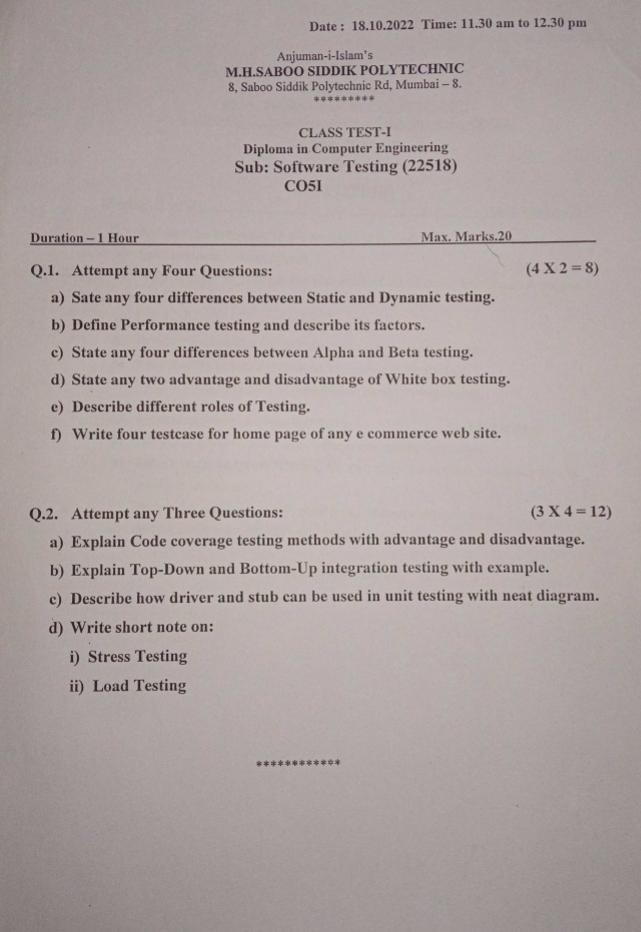 Date : 18.10.2022 Time: 11.30 am to 12.30 pm
Anjuman-i-Islam's
M.H.SABOO SIDDIK POLYTECHNIC
8, Saboo Siddik Polytechnic Rd, Mumbai – 8.
*********
CLASS TEST-I
Diploma in Computer Engineering
Sub: Software Testing (22518)
CO5I
Duration – 1 Hour Max. Marks.20
Q.1. Attempt any Four Questions: (4 X 2 = 8)
a) Sate any four differences between Static and Dynamic testing.
b) Define Performance testing and describe its factors.
c) State any four differences between Alpha and Beta testing.
d) State any two advantage and disadvantage of White box testing.
e) Describe different roles of Testing.
f) Write four testcase for home page of any e commerce web site.
Q.2. Attempt any Three Questions: (3 X 4 = 12)
a) Explain Code coverage testing methods with advantage and disadvantage.
b) Explain Top-Down and Bottom-Up integration testing with example.
c) Describe how driver and stub can be used in unit testing with neat diagram.
d) Write short note on:
i) Stress Testing
ii) Load Testing
************